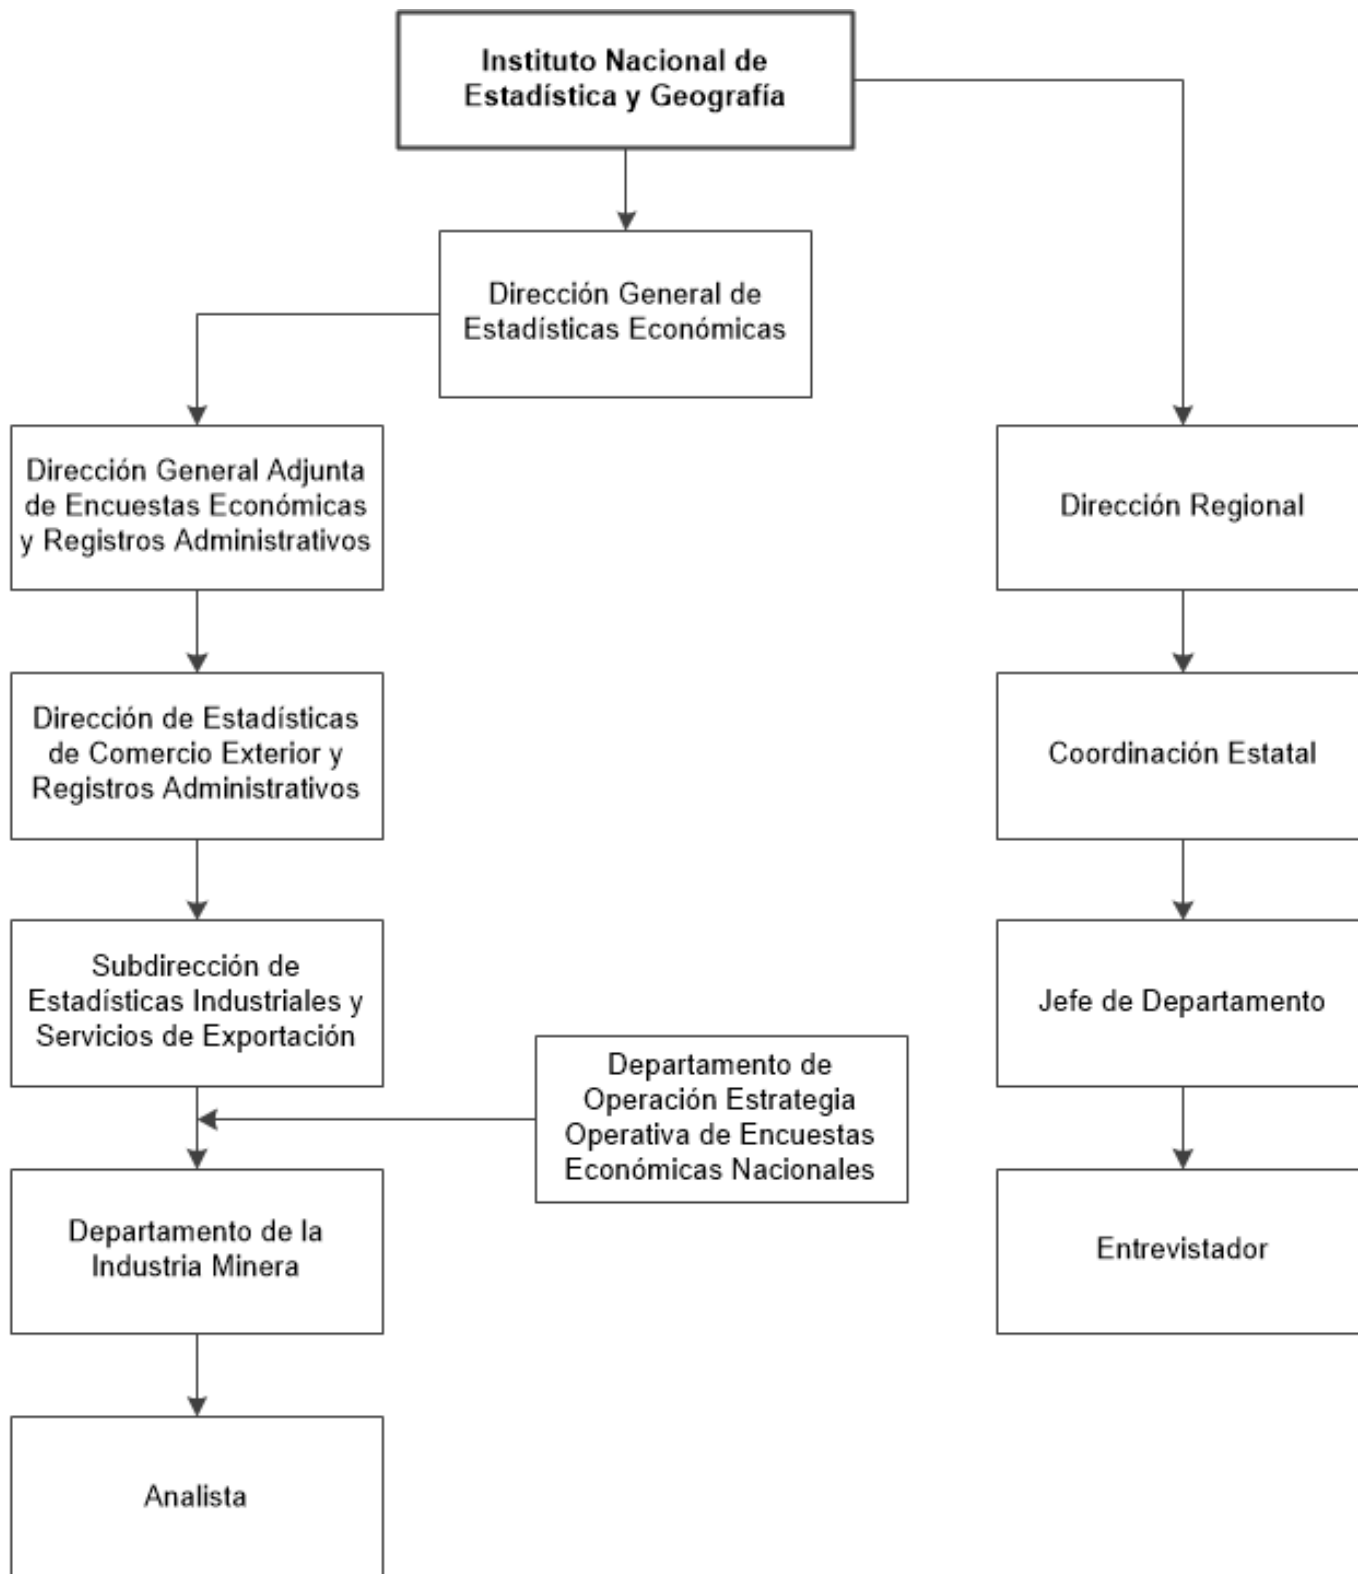 Instituto Nacional de
Estadística y Geografía
Dirección General de
Estadísticas Económicas
Dirección General Adjunta
de Encuestas Económicas
y Registros Administrativos
Dirección Regional
Dirección de Estadísticas
de Comercio Exterior y
Registros Administrativos
Coordinación Estatal
Subdirección de
Estadísticas Industriales y
Servicios de Exportación
Jefe de Departamento
Departamento de
Operación Estrategia
Operativa de Encuestas
Económicas Nacionales
Departamento de la
Industria Minera
Entrevistador
Analista